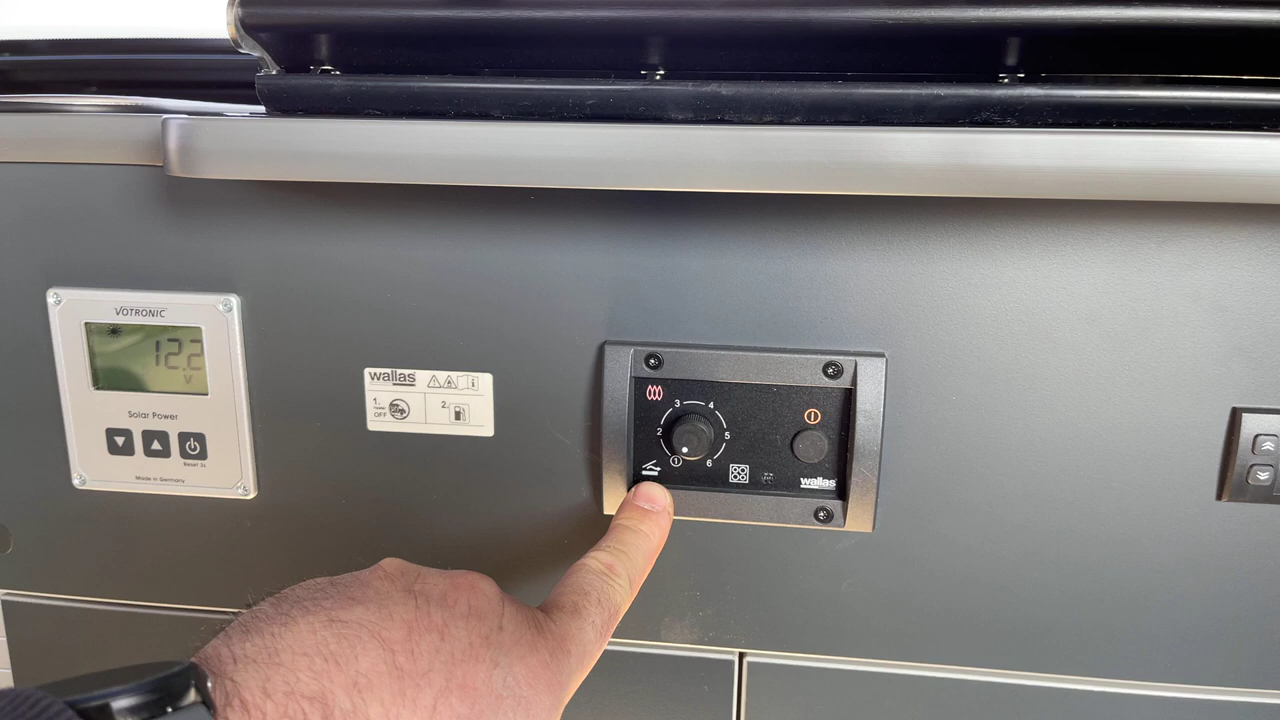 VOTRONIC
12.2
V
Solar Power
Reset 3s
Made in Germany
wallas
1.
OFF
2.
3 4
2 5
1 6
wallas